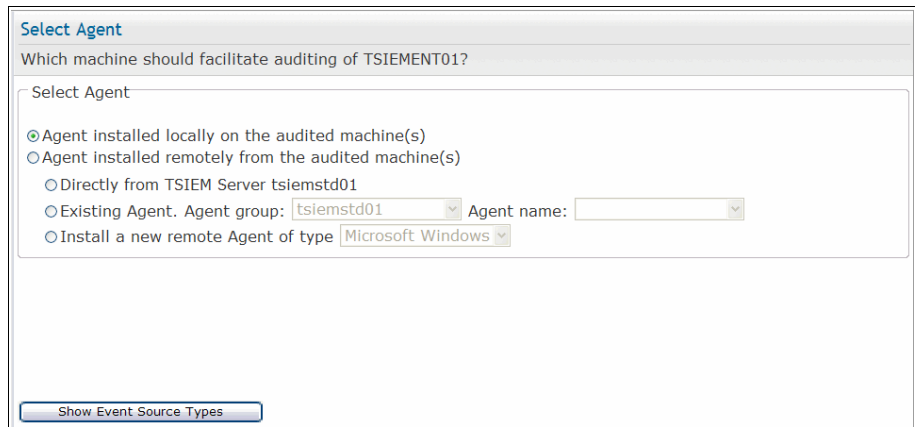 Select Agent
Which machine should facilitate auditing of TSIEMENT01?
Select Agent
Agent installed locally on the audited machine(s)
Agent installed remotely from the audited machine(s)
Directly from TSIEM Server tsiemstd01
Existing Agent. Agent group: tsiemstd01 Agent name:
Install a new remote Agent of type Microsoft Windows
Show Event Source Types